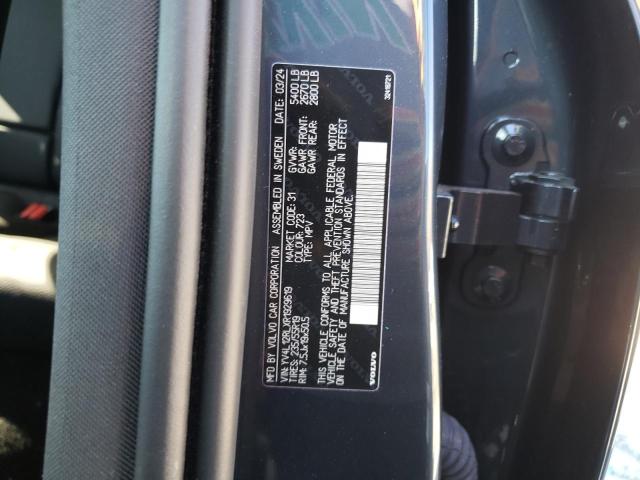 MFD BY VOLVO CAR CORPORATION ASSEMBLED IN SWEDEN DATE: 03/24
VIN: YV4L12RLXR1929619 MARKET CODE: 31 GVWR: 5400 LB
TIRES: 235/55R19 COLOUR: 723 GAWR FRONT: 2670 LB
RIM: 7.5Jx19x50.5 TYPE: MPV GAWR REAR: 2800 LB
THIS VEHICLE CONFORMS TO ALL APPLICABLE FEDERAL MOTOR
VEHICLE SAFETY AND THEFT PREVENTION STANDARDS IN EFFECT
ON DATE OF MANUFACTURE SHOWN ABOVE.
VOLVO
32418721